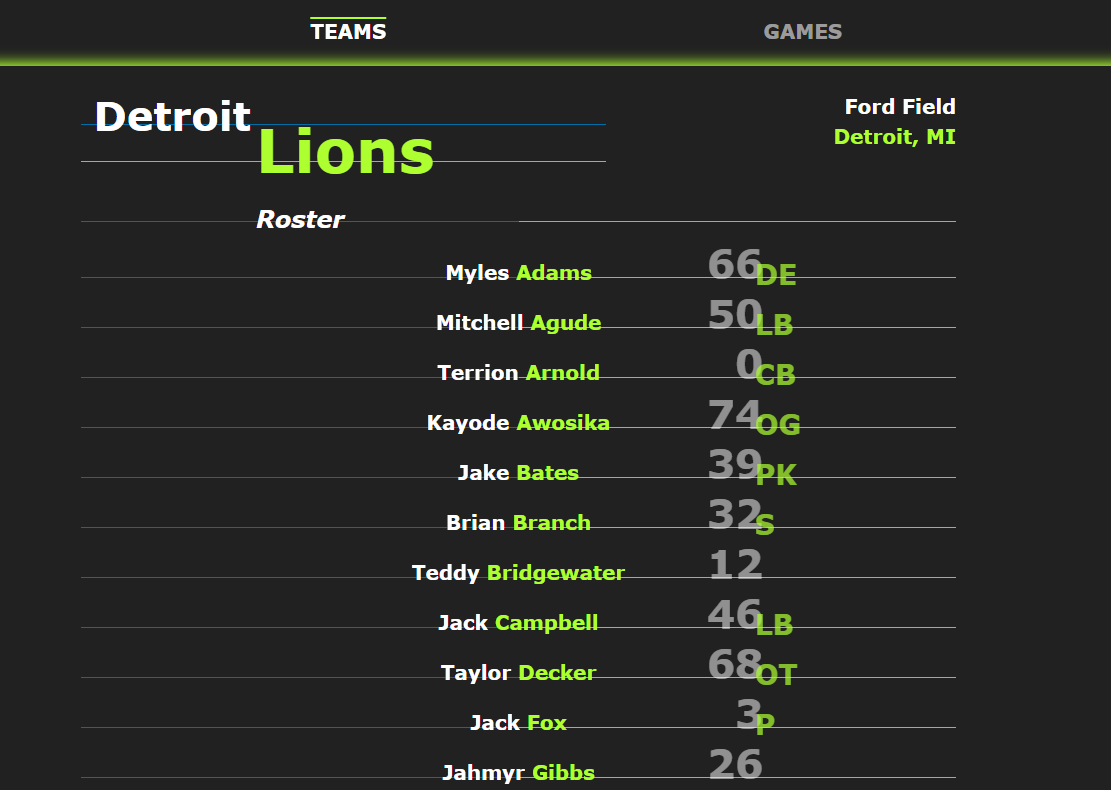 TEAMS GAMES
Detroit
Lions
Ford Field
Detroit, MI
Roster
Myles Adams 66 DE
Mitchell Agude 50 LB
Terrion Arnold 0 CB
Kayode Awosika 74 OG
Jake Bates 39 PK
Brian Branch 32 S
Teddy Bridgewater 12
Jack Campbell 46 LB
Taylor Decker 68 OT
Jack Fox 3 P
Jahmyr Gibbs 26